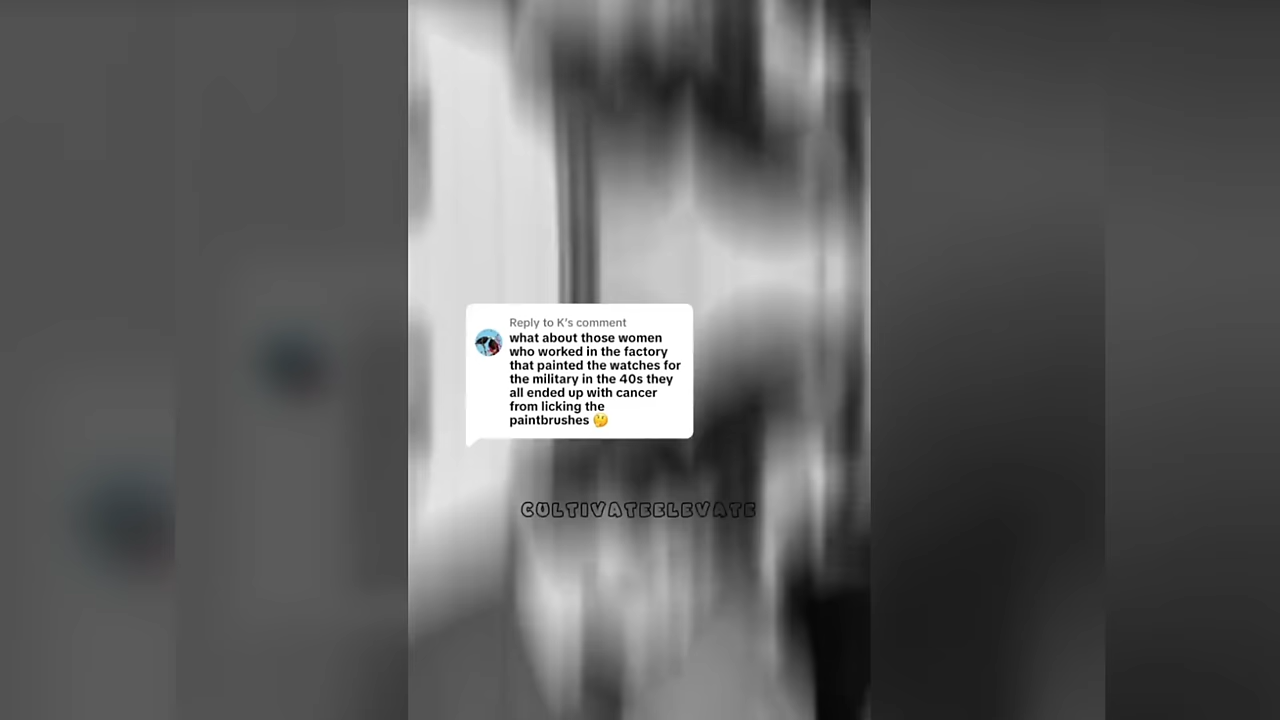 Reply to K's comment
what about those women
who worked in the factory
that painted the watches for
the military in the 40s they
all ended up with cancer
from licking the
paintbrushes 🤔
CULTIVATEELEVATE